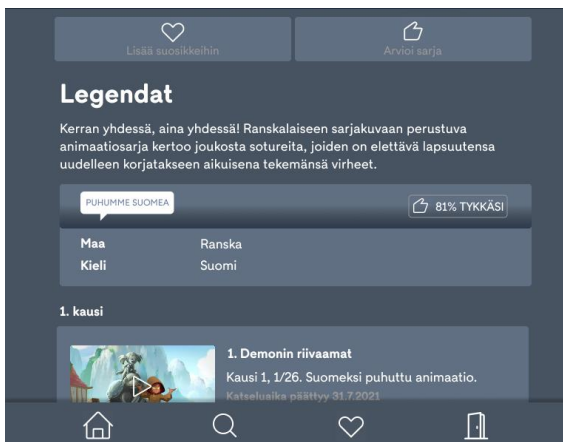 Lisää suosikkeihin
Arvioi sarja
Legendat
Kerran yhdessä, aina yhdessä! Ranskalaiseen sarjakuvaan perustuva
animaatiosarja kertoo joukosta sotureita, joiden on elettävä lapsuutensa
uudelleen korjatakseen aikuisena tekemänsä virheet.
PUHUMME SUOMEA
81% TYKKÄSI
Maa Ranska
Kieli Suomi
1. kausi
1. Demonin riivaamat
Kausi 1, 1/26. Suomeksi puhuttu animaatio.
Katseluaika päättyy 31.7.2021